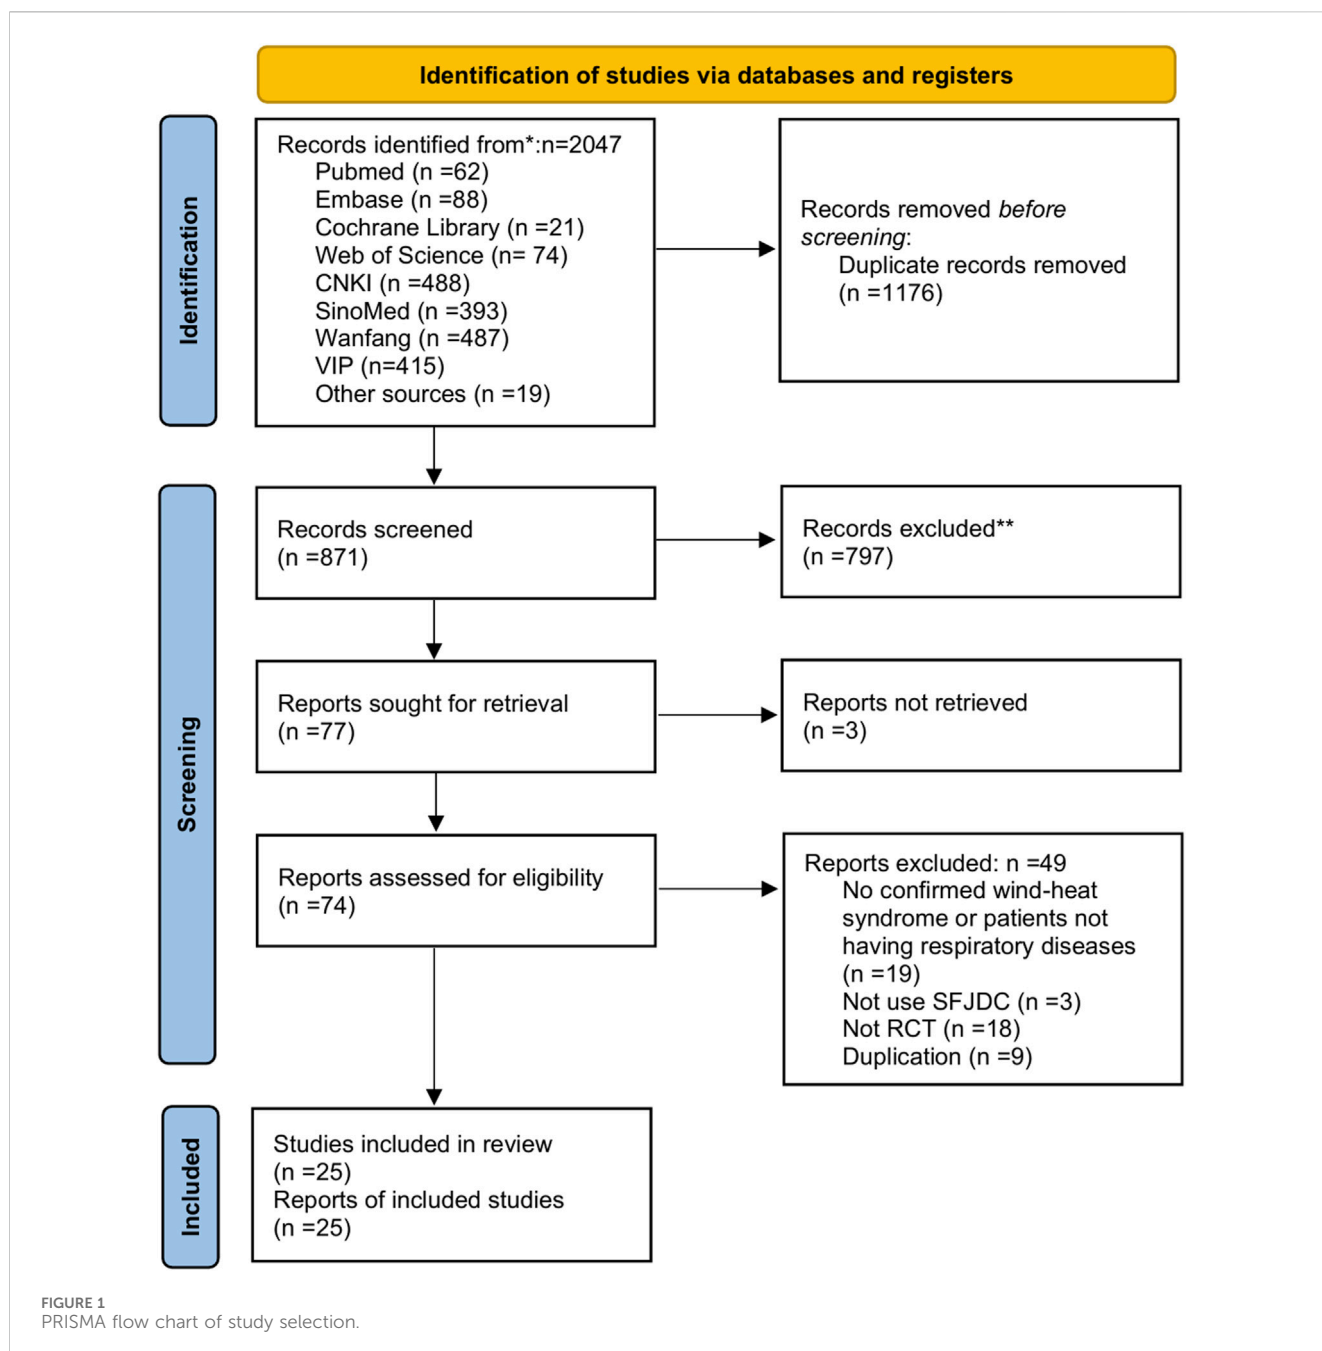 Identification of studies via databases and registers
Identification
Records identified from*:n=2047
Pubmed (n =62)
Embase (n =88)
Cochrane Library (n =21)
Web of Science (n= 74)
CNKI (n =488)
SinoMed (n =393)
Wanfang (n =487)
VIP (n=415)
Other sources (n =19)
Records removed before
screening:
Duplicate records removed
(n =1176)
Screening
Records screened
(n =871)
Records excluded**
(n =797)
Reports sought for retrieval
(n =77)
Reports not retrieved
(n =3)
Reports assessed for eligibility
(n =74)
Reports excluded: n =49
No confirmed wind-heat
syndrome or patients not
having respiratory diseases
(n =19)
Not use SFJDC (n =3)
Not RCT (n =18)
Duplication (n =9)
Included
Studies included in review
(n =25)
Reports of included studies
(n =25)
FIGURE 1
PRISMA flow chart of study selection.